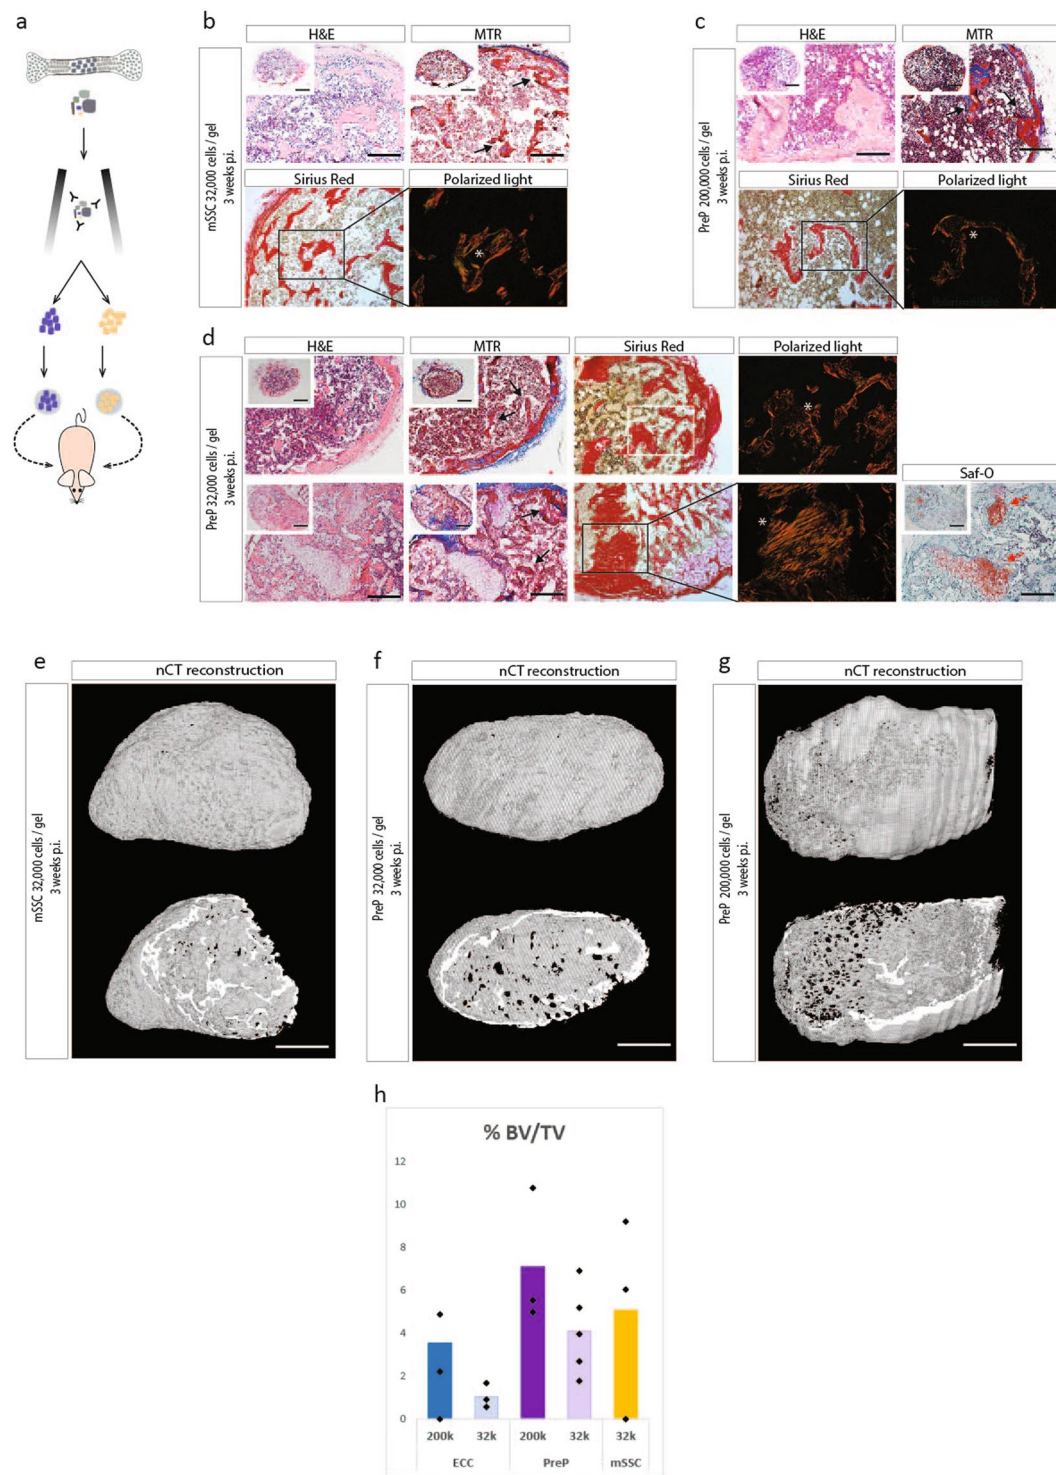 a
b
H&E
MTR
mSSC 32,000 cells / gel
3 weeks p.i.
Sirius Red
Polarized light
c
H&E
MTR
PreP 200,000 cells / gel
3 weeks p.i.
Sirius Red
Polarized light
d
H&E
MTR
Sirius Red
Polarized light
PreP 32,000 cells / gel
3 weeks p.i.
Saf-O
e
nCT reconstruction
mSSC 32,000 cells / gel
3 weeks p.i.
f
nCT reconstruction
PreP 32,000 cells / gel
3 weeks p.i.
g
nCT reconstruction
PreP 200,000 cells / gel
3 weeks p.i.
h
% BV/TV
12
10
8
6
4
2
0
200k 32k 200k 32k 32k
ECC PreP mSSC